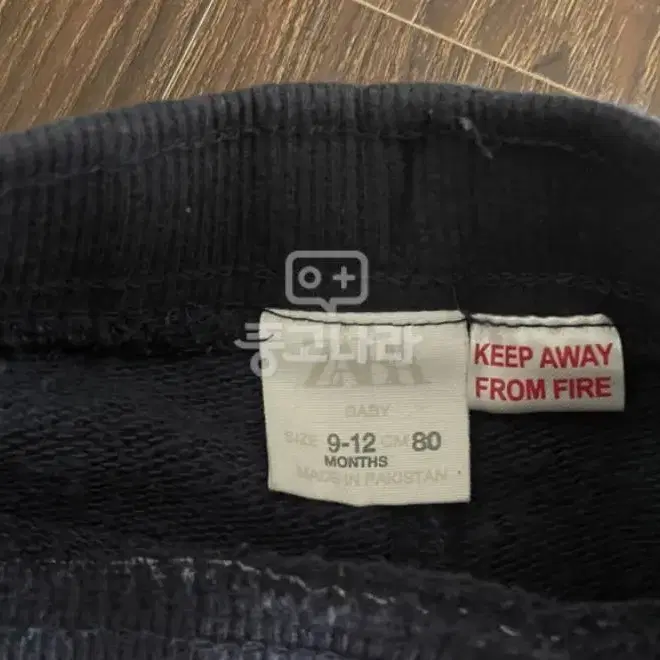 중고나라
ZARA
BABY
SIZE 9-12 CM 80
MONTHS
MADE IN PAKISTAN
KEEP AWAY
FROM FIRE